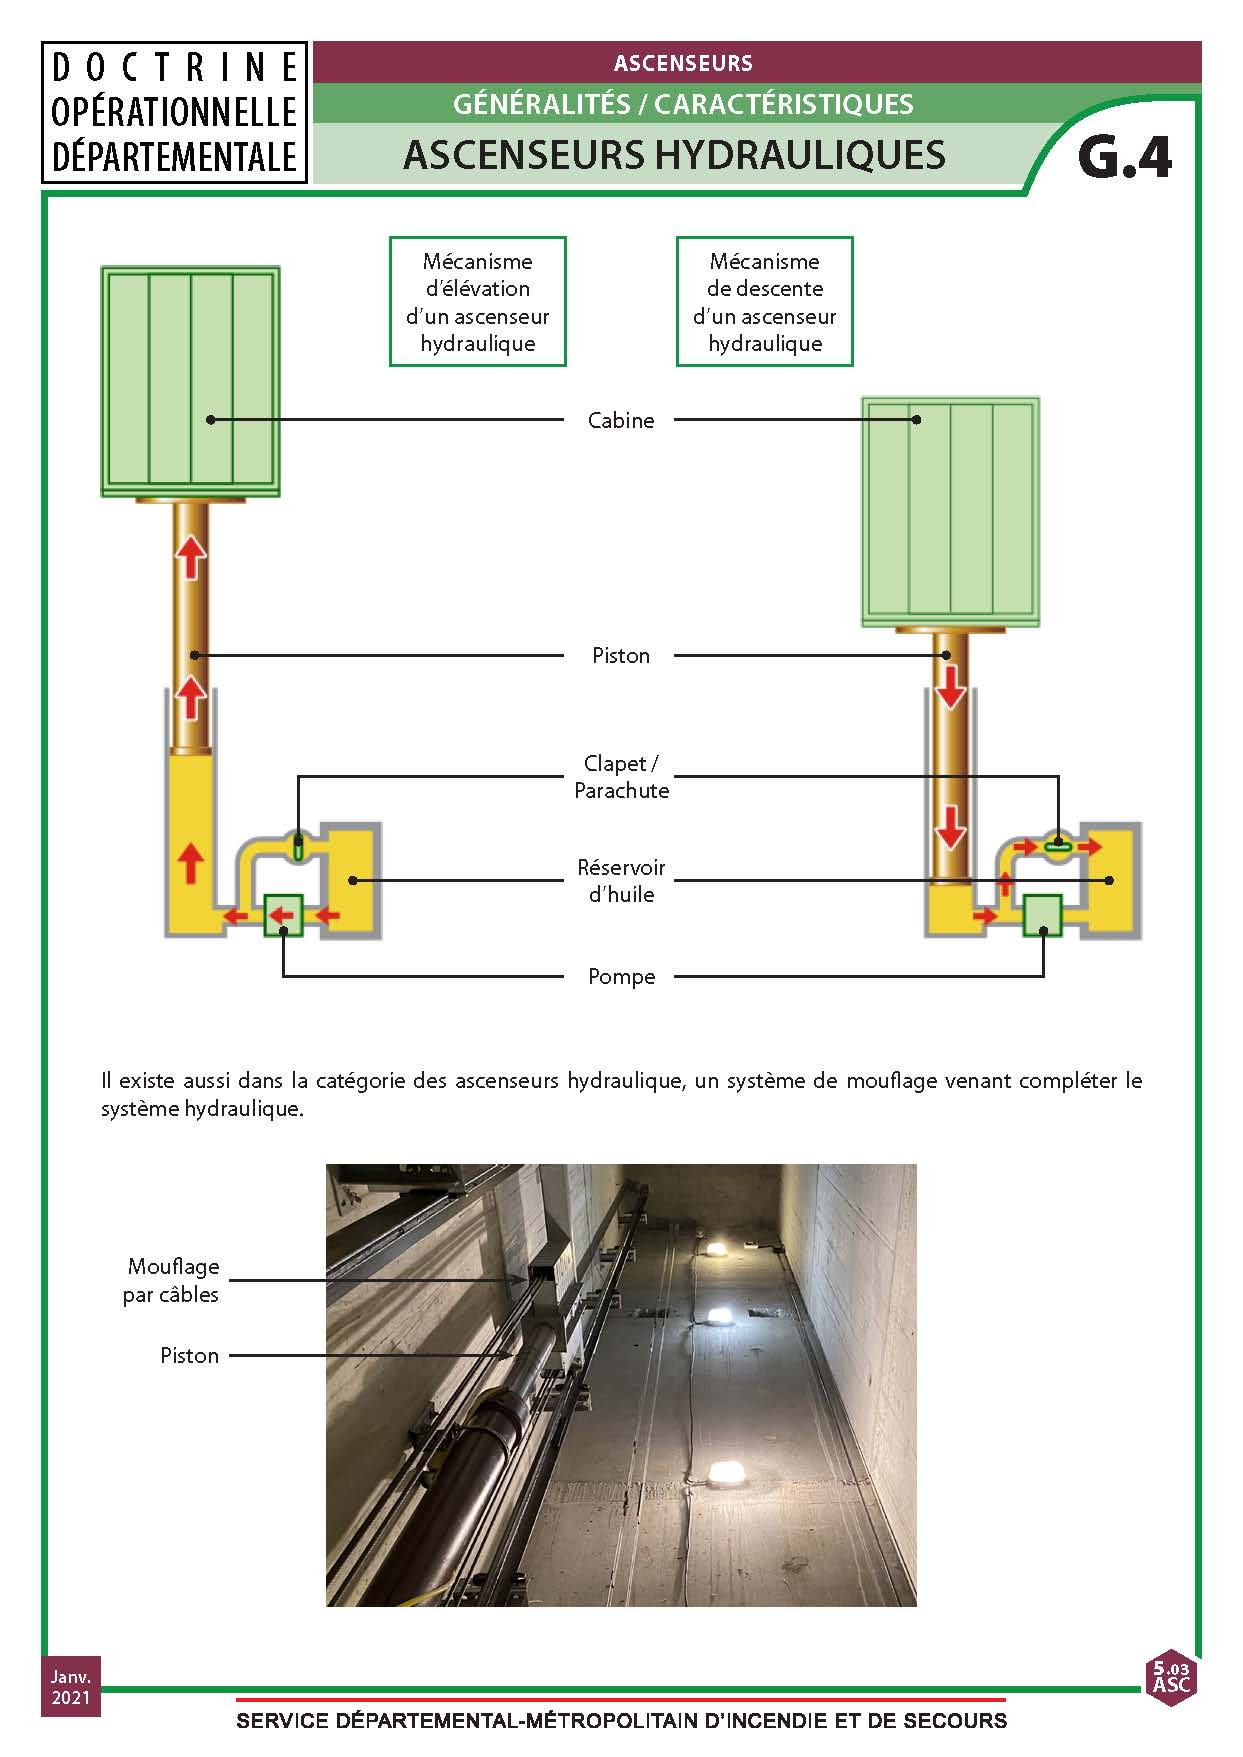 DOCTRINE
OPÉRATIONNELLE
DÉPARTEMENTALE
ASCENSEURS
GÉNÉRALITÉS / CARACTÉRISTIQUES
ASCENSEURS HYDRAULIQUES
G.4
Mécanisme
d'élévation
d'un ascenseur
hydraulique
Mécanisme
de descente
d'un ascenseur
hydraulique
Cabine
Piston
Clapet /
Parachute
Réservoir
d'huile
Pompe
Il existe aussi dans la catégorie des ascenseurs hydraulique, un système de mouflage venant compléter le
système hydraulique.
Mouflage
par câbles
Piston
Janv.
2021
5.03
ASC
SERVICE DÉPARTEMENTAL-MÉTROPOLITAIN D'INCENDIE ET DE SECOURS